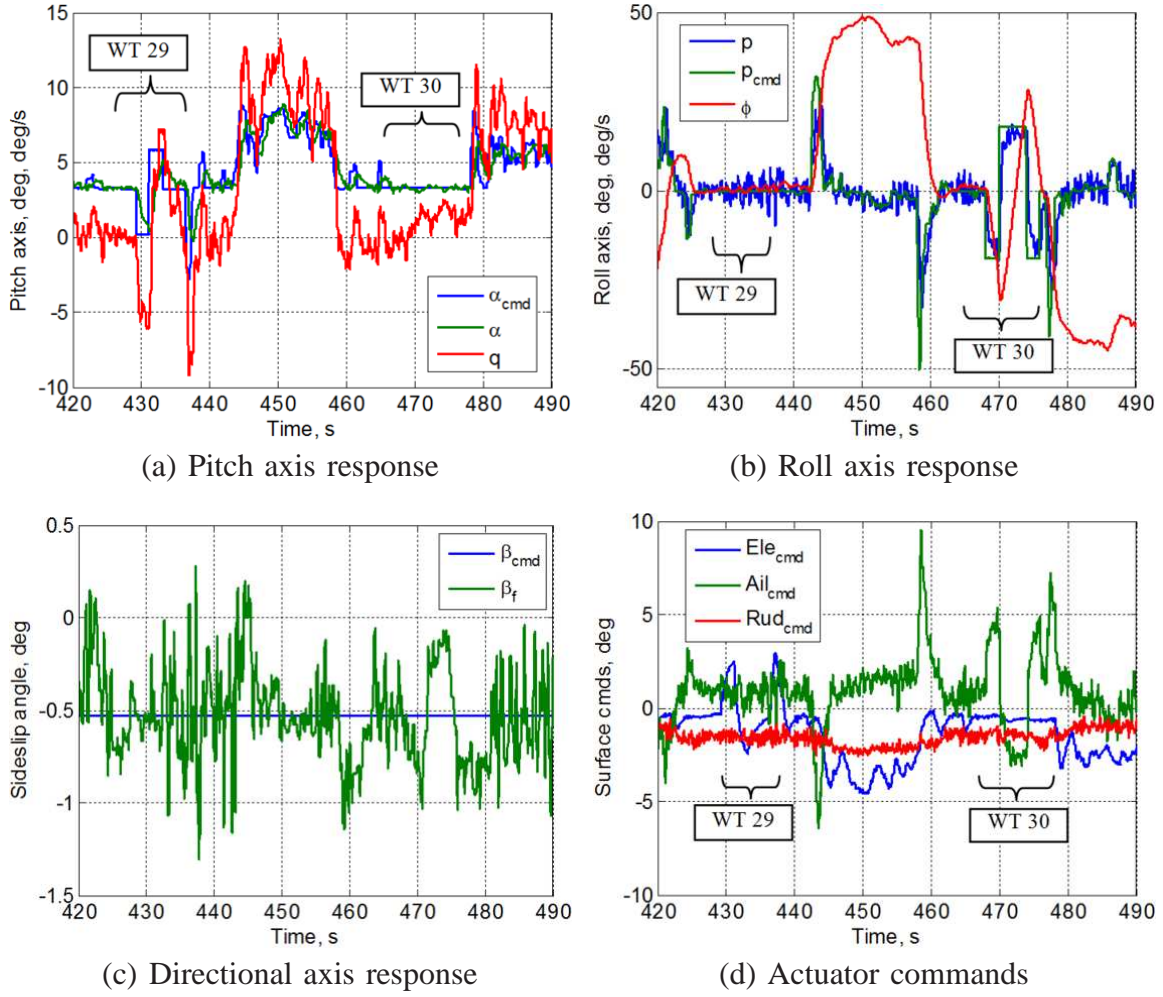 15
10
5
0
-5
-10
Pitch axis, deg, deg/s
WT 29
WT 30
α_cmd
α
q
420 430 440 450 460 470 480 490
Time, s
(a) Pitch axis response
50
0
-50
Roll axis, deg, deg/s
p
p_cmd
ϕ
WT 29
WT 30
420 430 440 450 460 470 480 490
Time, s
(b) Roll axis response
0.5
0
-0.5
-1
-1.5
Sideslip angle, deg
β_cmd
β_f
420 430 440 450 460 470 480 490
Time, s
(c) Directional axis response
10
5
0
-5
-10
Surface cmds, deg
Ele_cmd
Ail_cmd
Rud_cmd
WT 29
WT 30
420 430 440 450 460 470 480 490
Time, s
(d) Actuator commands